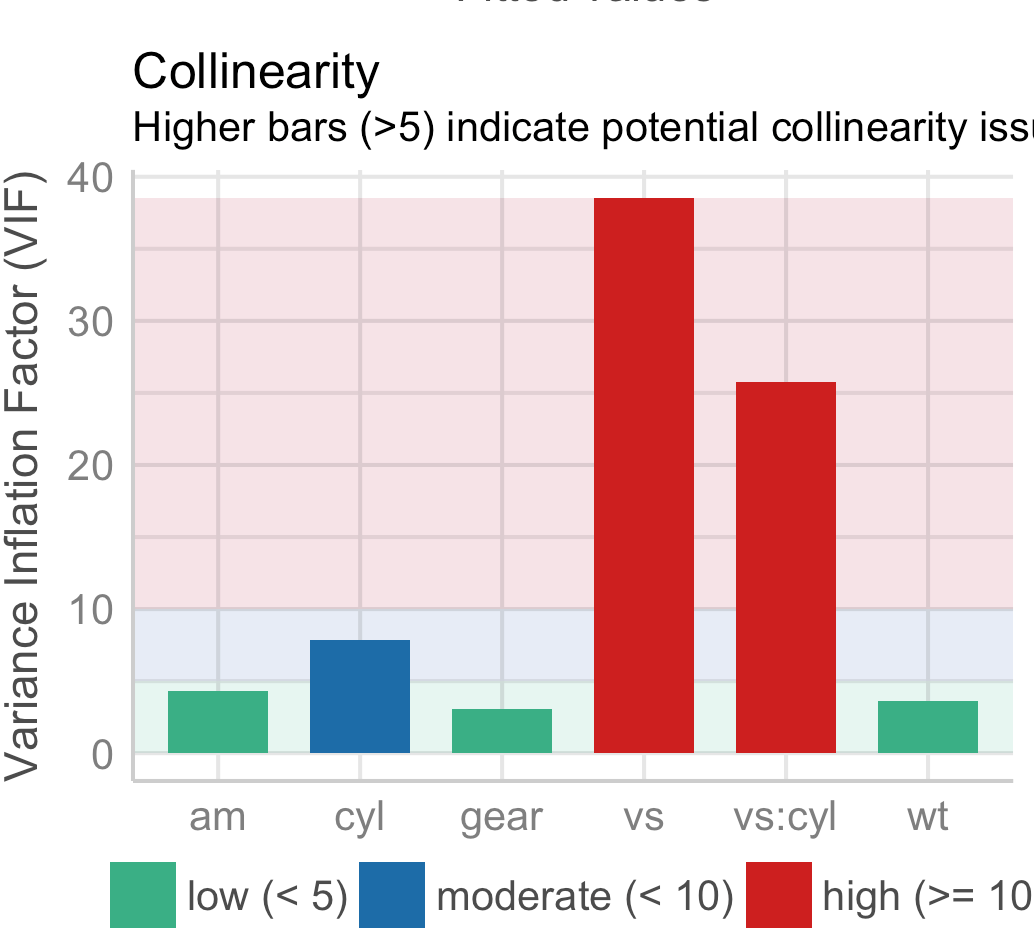 Collinearity
Higher bars (>5) indicate potential collinearity
Variance Inflation Factor (VIF)
40
30
20
10
0
am cyl gear vs vs:cyl wt
low (< 5) moderate (< 10) high (>= 10